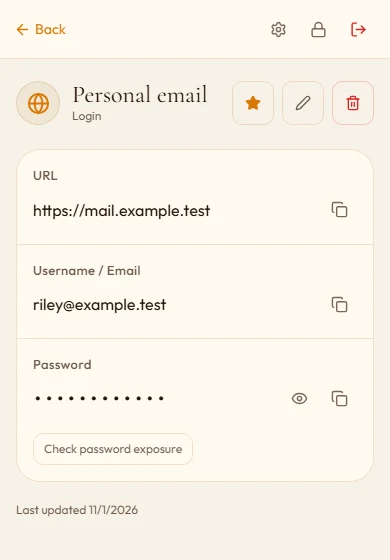 Back
Personal email
Login
URL
https://mail.example.test
Username / Email
riley@example.test
Password
••••••••••••
Check password exposure
Last updated 11/1/2026